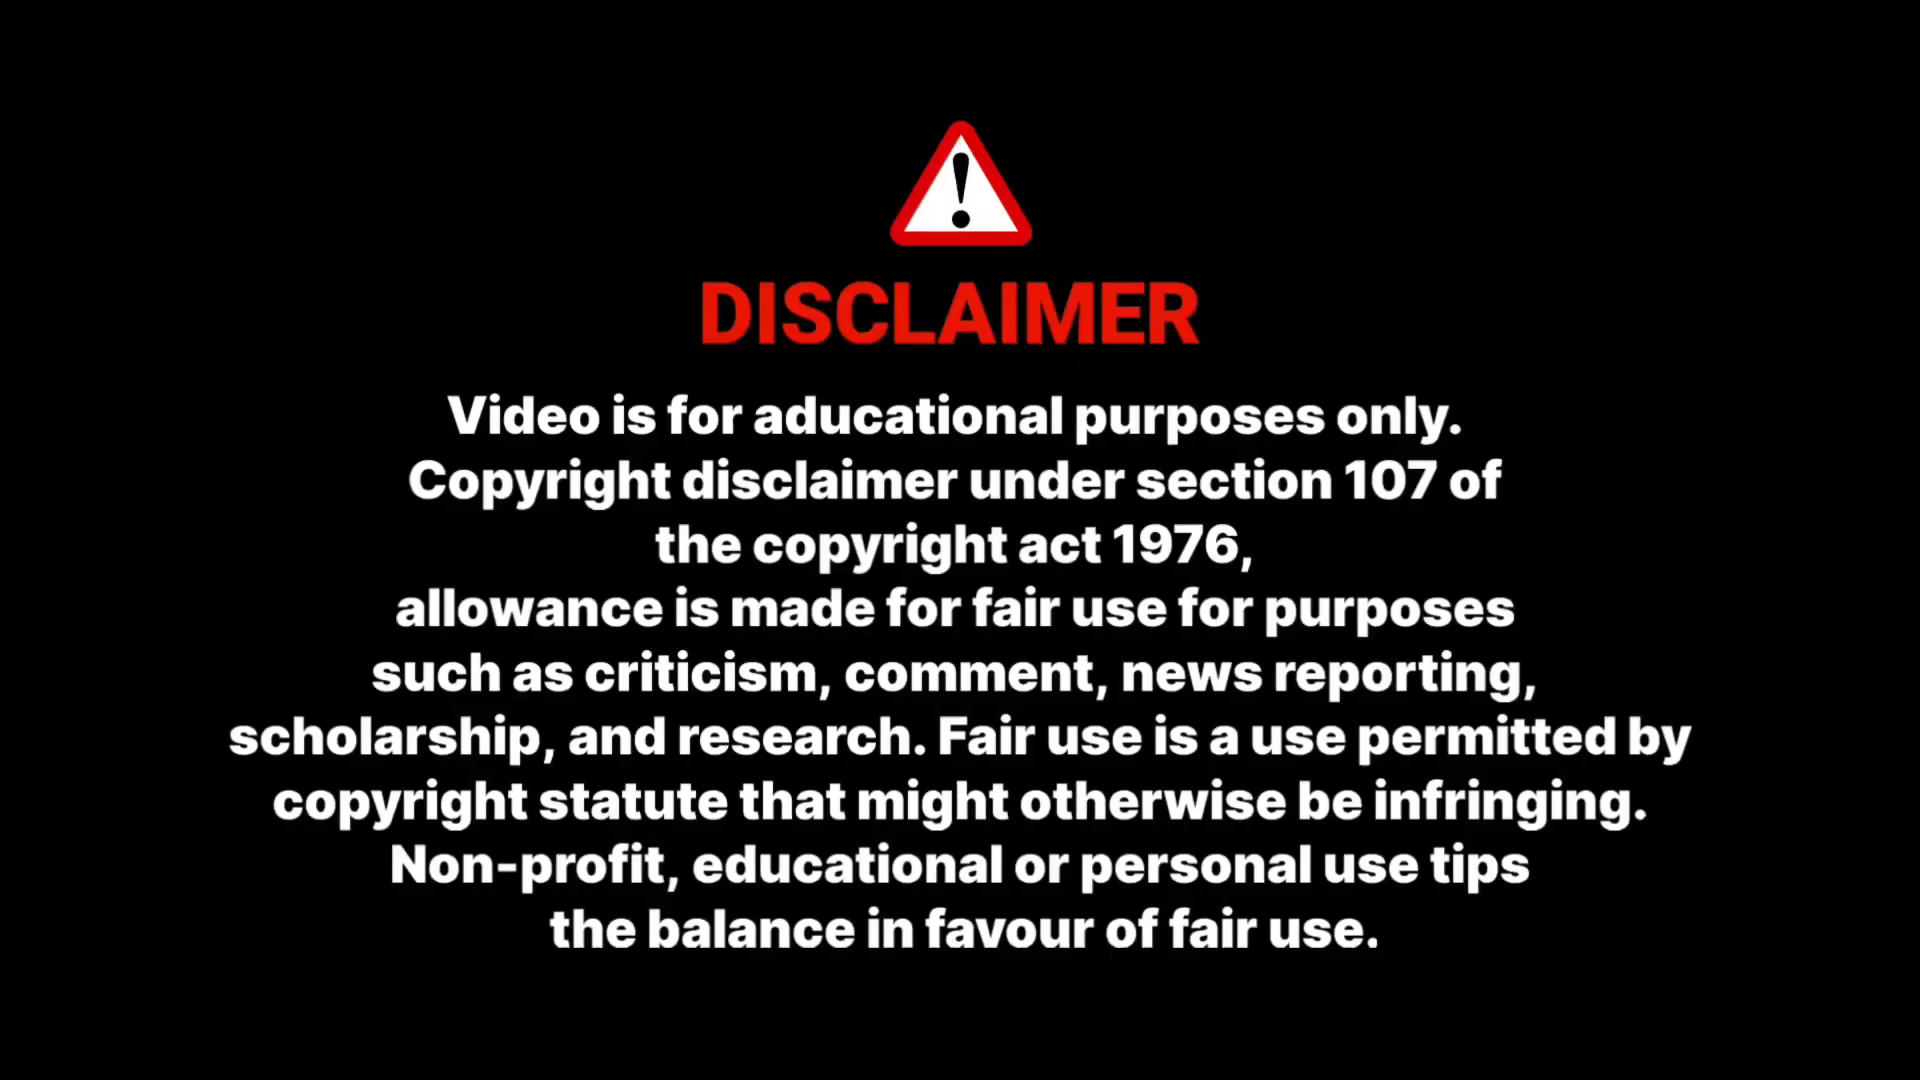 DISCLAIMER
Video is for aducational purposes only.
Copyright disclaimer under section 107 of
the copyright act 1976,
allowance is made for fair use for purposes
such as criticism, comment, news reporting,
scholarship, and research. Fair use is a use permitted by
copyright statute that might otherwise be infringing.
Non-profit, educational or personal use tips
the balance in favour of fair use.